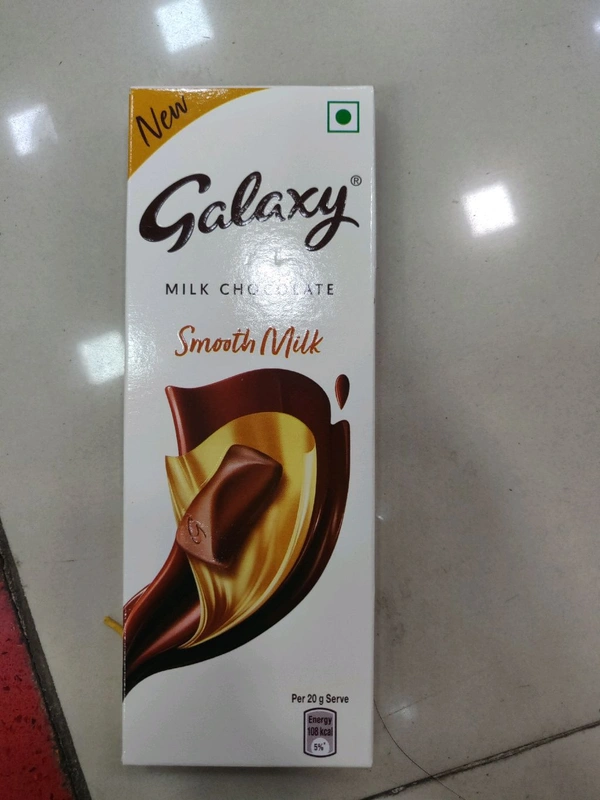 New
Galaxy®
MILK CHOCOLATE
Smooth Milk
Per 20 g Serve
Energy
108 kcal
5%*